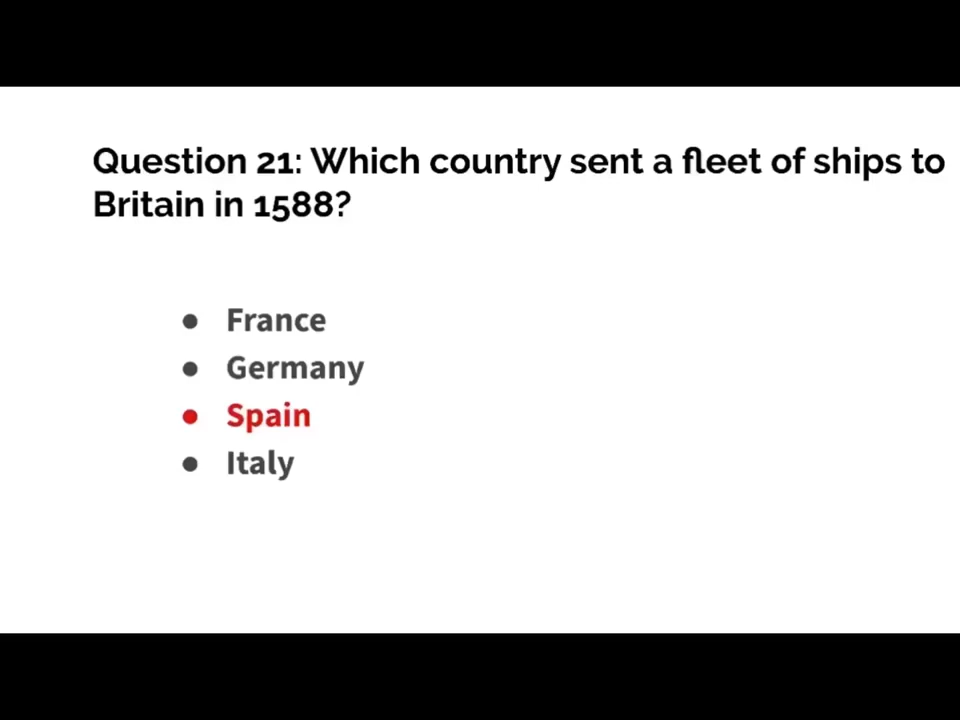 Question 21: Which country sent a fleet of ships to
Britain in 1588?
● France
● Germany
● Spain
● Italy